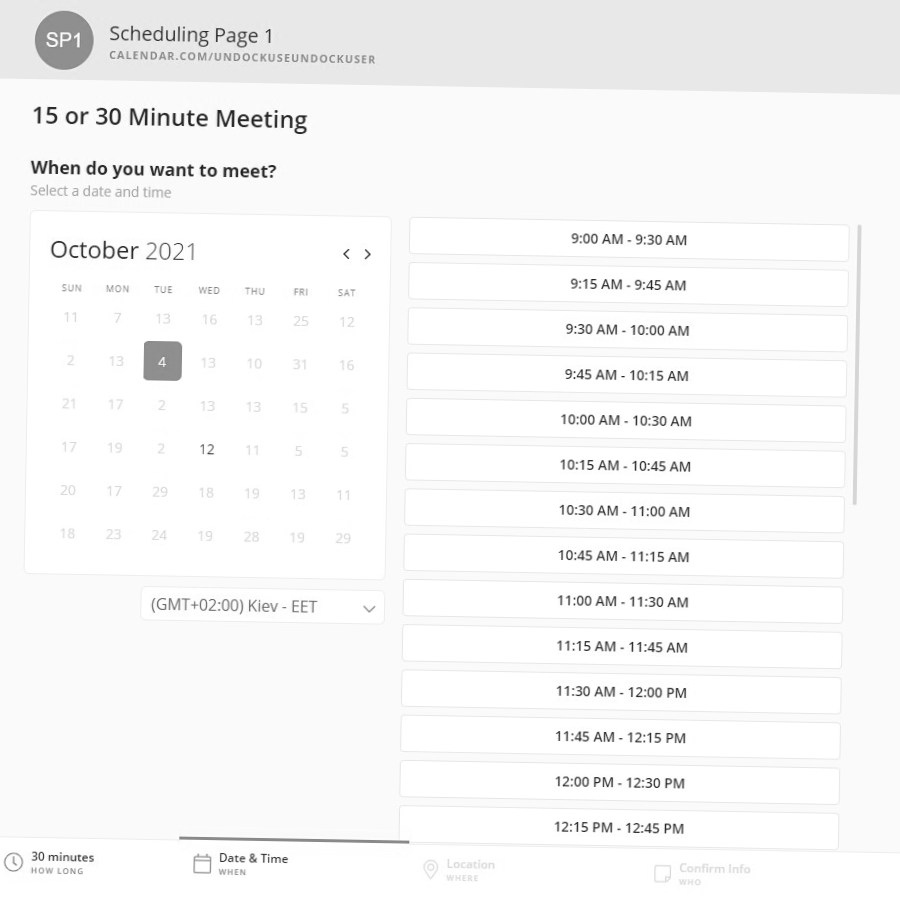 SP1
Scheduling Page 1
CALENDAR.COM/UNDOCKUSEUNDOCKUSER
15 or 30 Minute Meeting
When do you want to meet?
Select a date and time
October 2021
SUN MON TUE WED THU FRI SAT
11 7 13 16 13 25 12
2 13 4 13 10 31 16
21 17 2 13 13 15 5
17 19 2 12 11 5 5
20 17 29 18 19 13 11
18 23 24 19 28 19 29
(GMT+02:00) Kiev - EET
9:00 AM - 9:30 AM
9:15 AM - 9:45 AM
9:30 AM - 10:00 AM
9:45 AM - 10:15 AM
10:00 AM - 10:30 AM
10:15 AM - 10:45 AM
10:30 AM - 11:00 AM
10:45 AM - 11:15 AM
11:00 AM - 11:30 AM
11:15 AM - 11:45 AM
11:30 AM - 12:00 PM
11:45 AM - 12:15 PM
12:00 PM - 12:30 PM
12:15 PM - 12:45 PM
30 minutes
HOW LONG
Date & Time
WHEN
Location
WHERE
Confirm Info
WHO